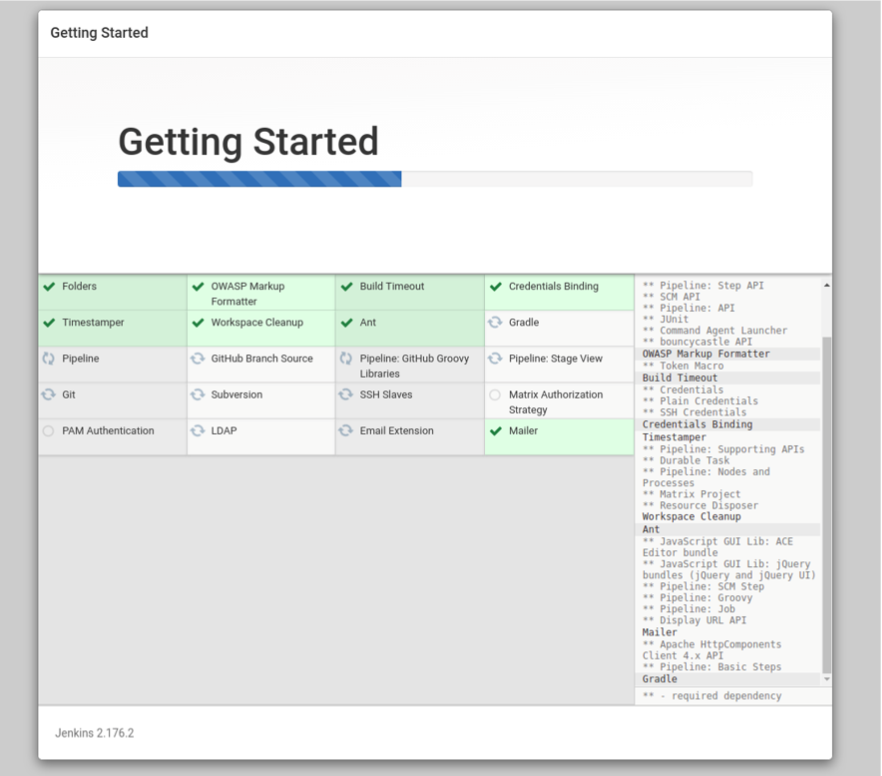 Getting Started
Getting Started
Folders
OWASP Markup
Formatter
Build Timeout
Credentials Binding
Timestamper
Workspace Cleanup
Ant
Gradle
Pipeline
GitHub Branch Source
Pipeline: GitHub Groovy
Libraries
Pipeline: Stage View
Git
Subversion
SSH Slaves
Matrix Authorization
Strategy
PAM Authentication
LDAP
Email Extension
Mailer
** Pipeline: Step API
** SCM API
** Pipeline: API
** JUnit
** Command Agent Launcher
** bouncycastle API
OWASP Markup Formatter
** Token Macro
Build Timeout
** Credentials
** Plain Credentials
** SSH Credentials
Credentials Binding
Timestamper
** Pipeline: Supporting APIs
** Durable Task
** Pipeline: Nodes and
Processes
** Matrix Project
** Resource Disposer
Workspace Cleanup
Ant
** JavaScript GUI Lib: ACE
Editor bundle
** JavaScript GUI Lib: jQuery
bundles (jQuery and jQuery UI)
** Pipeline: SCM Step
** Pipeline: Groovy
** Pipeline: Job
** Display URL API
Mailer
** Apache HttpComponents
Client 4.x API
** Pipeline: Basic Steps
Gradle
** - required dependency
Jenkins 2.176.2